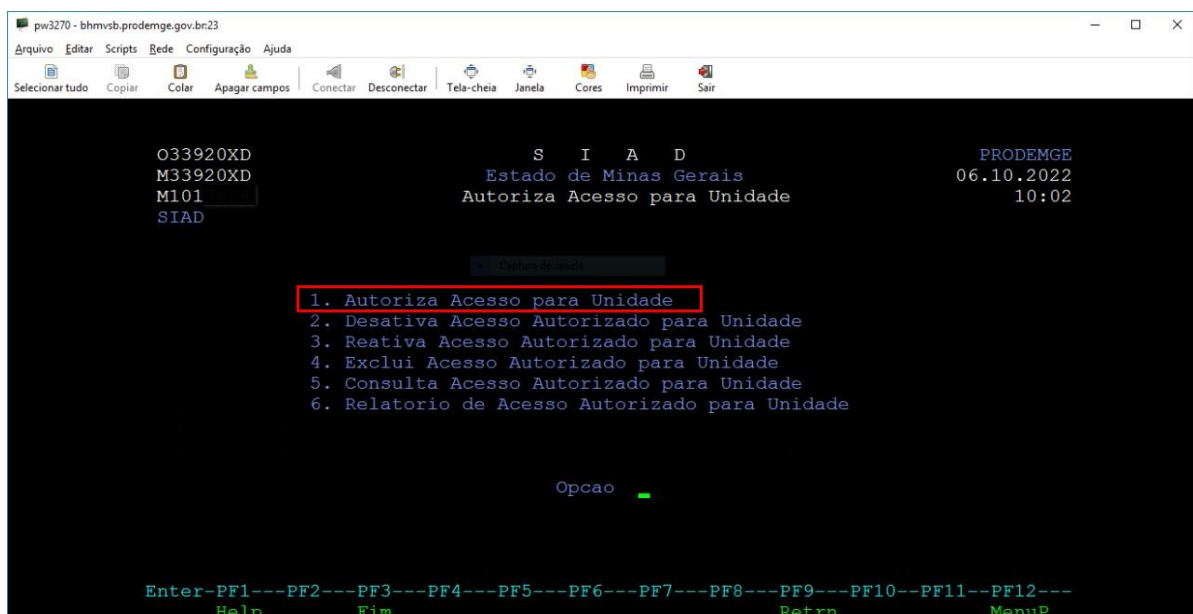 pw3270 - bhmvsb.prodemge.gov.br:23
Arquivo Editar Scripts Rede Configuração Ajuda
Selecionar tudo Copiar Colar Apagar campos Conectar Desconectar Tela-cheia Janela Cores Imprimir Sair
O33920XD S I A D PRODEMGE
M33920XD Estado de Minas Gerais 06.10.2022
M101 Autoriza Acesso para Unidade 10:02
SIAD
Captura de janela
1. Autoriza Acesso para Unidade
2. Desativa Acesso Autorizado para Unidade
3. Reativa Acesso Autorizado para Unidade
4. Exclui Acesso Autorizado para Unidade
5. Consulta Acesso Autorizado para Unidade
6. Relatorio de Acesso Autorizado para Unidade
Opcao
Enter-PF1---PF2---PF3---PF4---PF5---PF6---PF7---PF8---PF9---PF10--PF11--PF12---
Help Fim Retrn MenuP